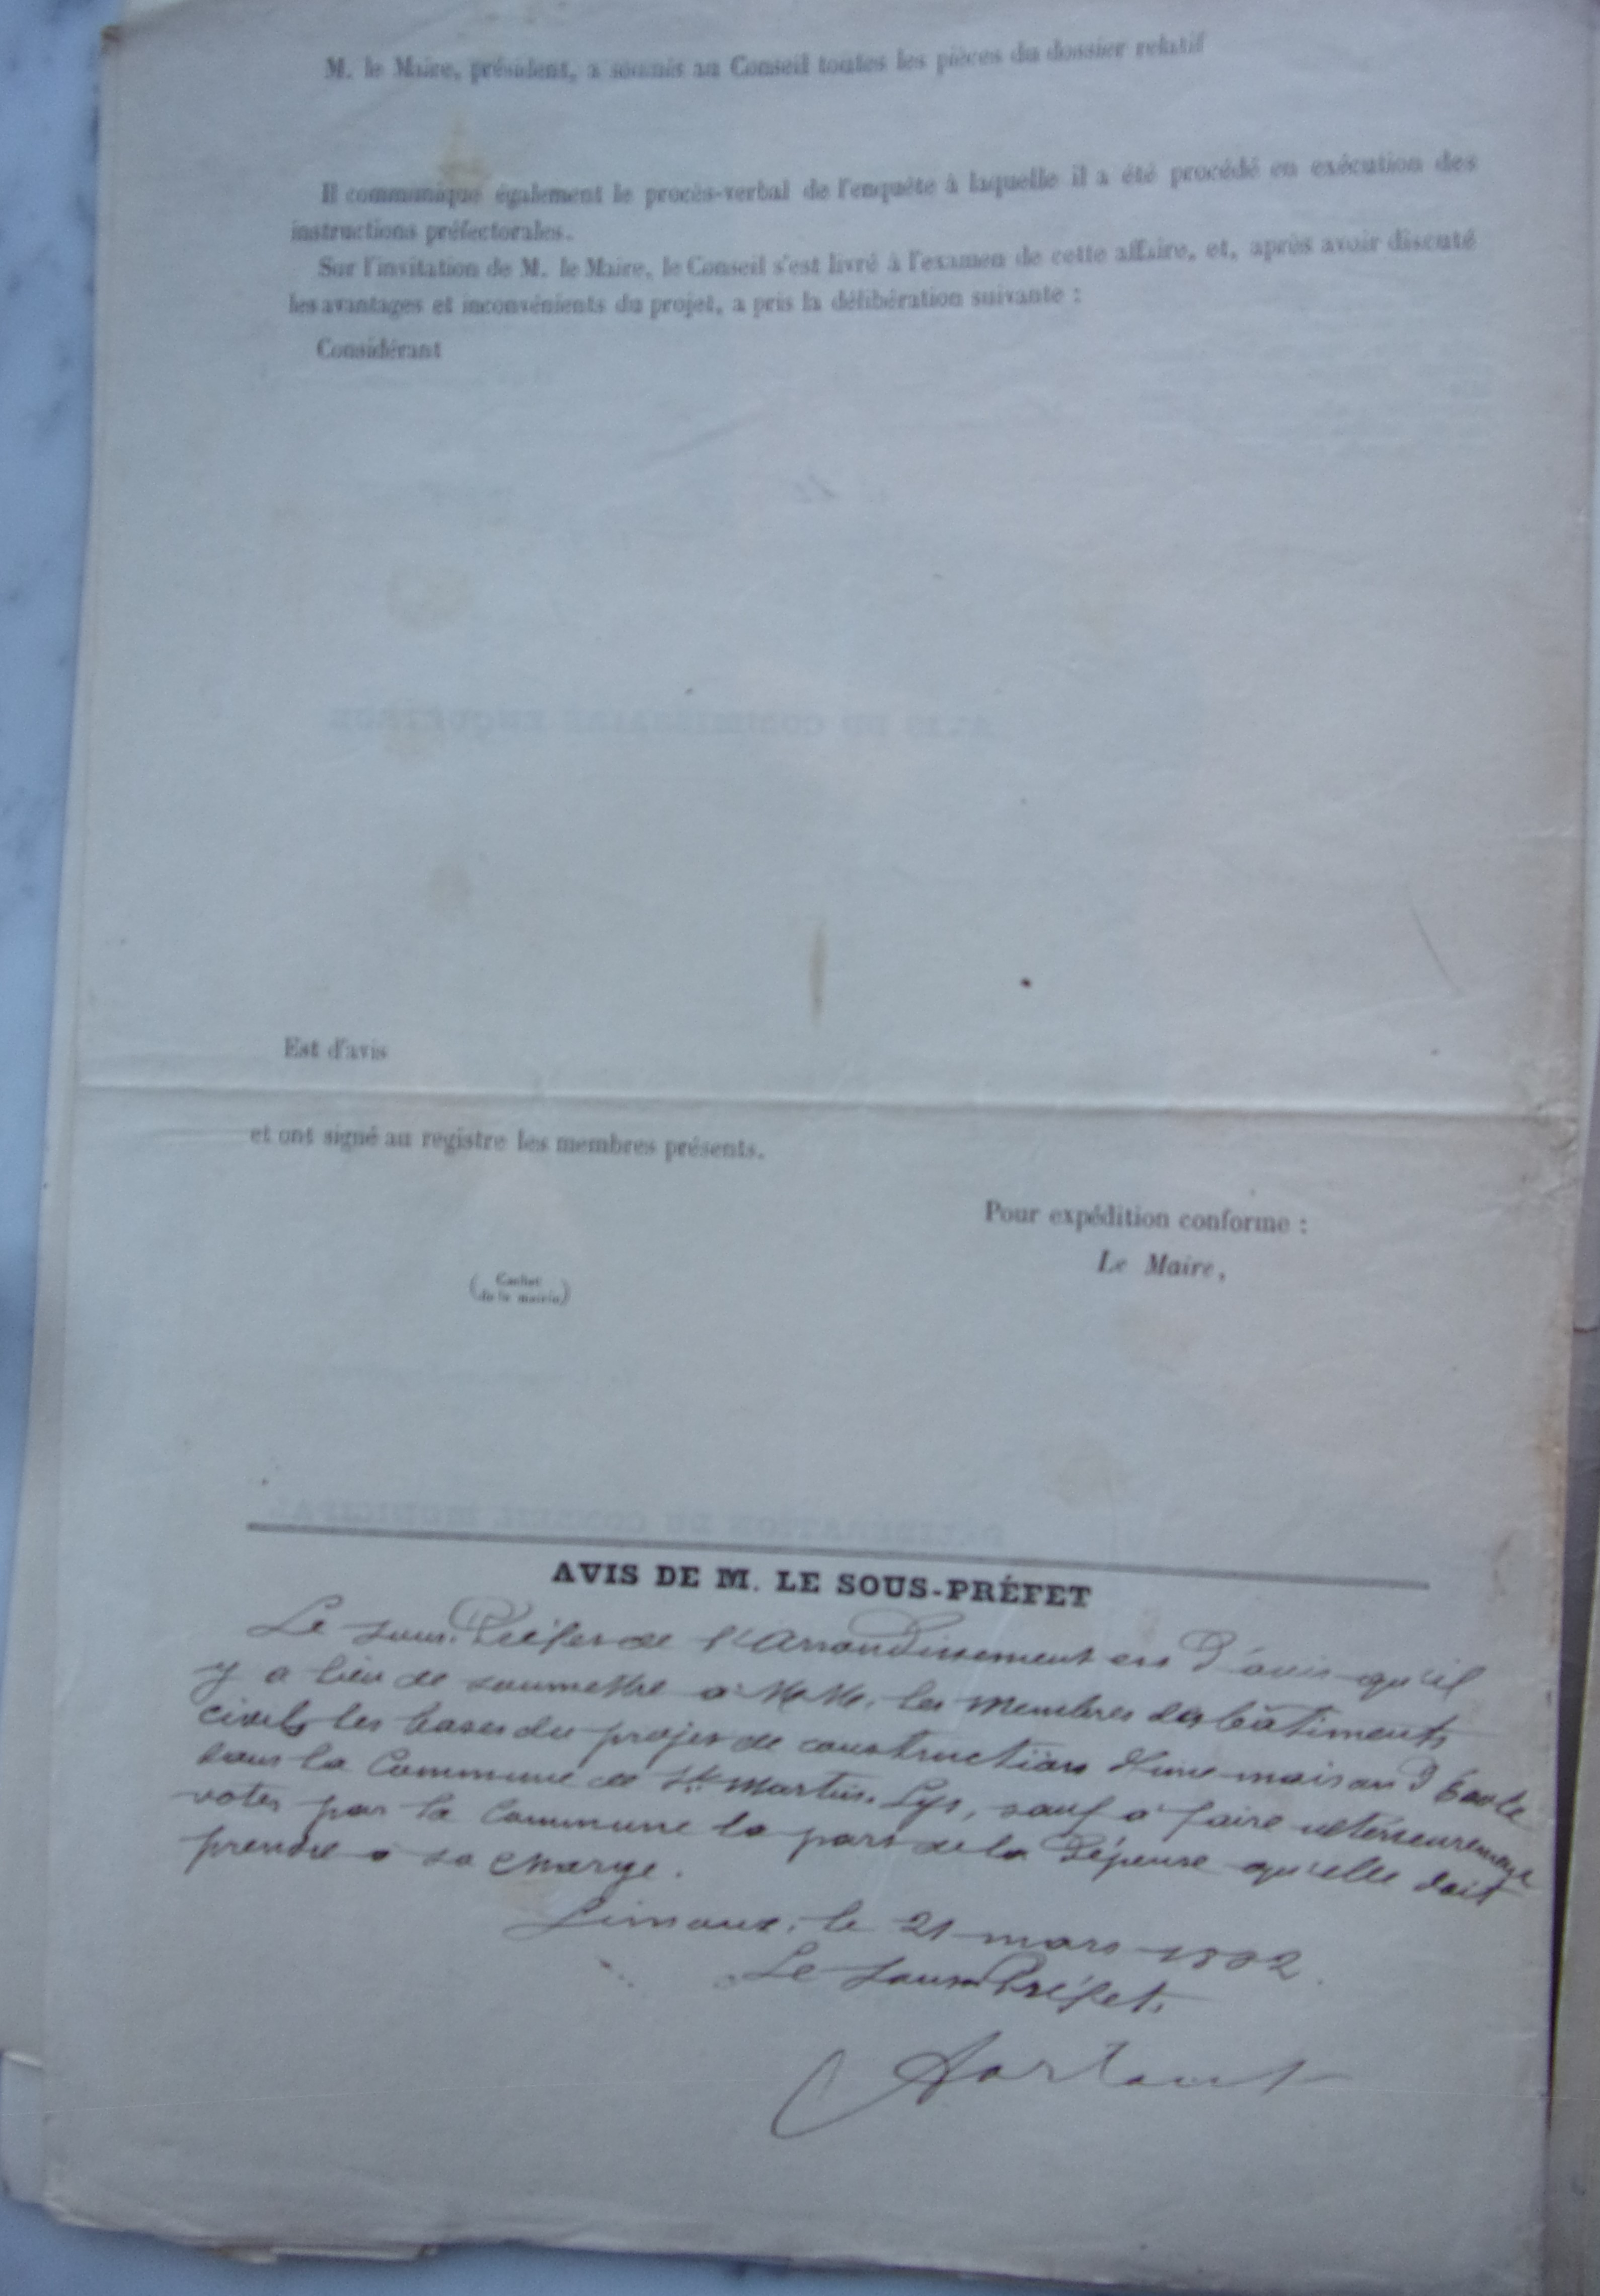 M. le Maire, président, a soumis au Conseil toutes les pièces du dossier relatif
Il communique également le procès-verbal de l'enquête à laquelle il a été procédé en exécution des
instructions préfectorales.
Sur l'invitation de M. le Maire, le Conseil s'est livré à l'examen de cette affaire, et, après avoir discuté
les avantages et inconvénients du projet, a pris la délibération suivante :
Considérant
Est d'avis
et ont signé au registre les membres présents.
Pour expédition conforme :
Le Maire,
(Cachet
de la mairie)
AVIS DE M. LE SOUS-PRÉFET
Le Sous-Préfet de l'Arrondissement est d'avis qu'il
y a lieu de soumettre à M.M. les Membres des bâtiments
civils les bases du projet de construction d'une maison d'École
dans la Commune de St Martin-Lys, sauf à faire ultérieurement
voter par la Commune la part de la dépense qu'elle doit
prendre à sa charge.
Limoux, le 21 mars 1882.
Le Sous-Préfet,